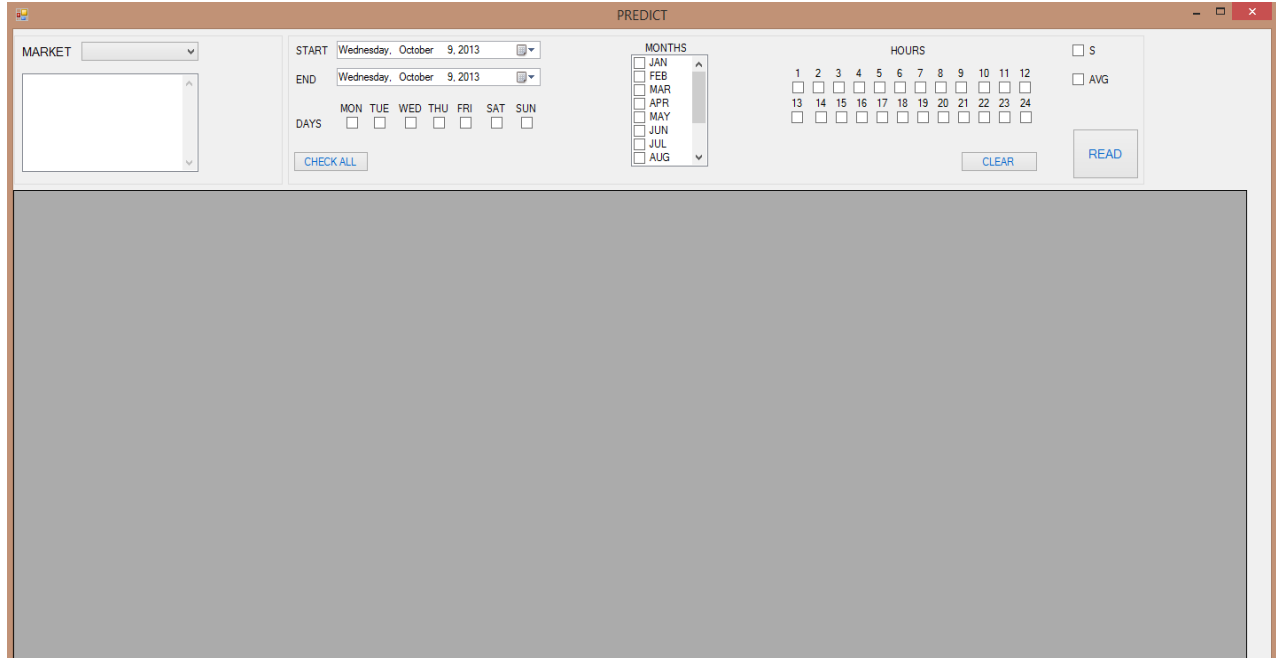 PREDICT
MARKET
START Wednesday, October 9, 2013
END Wednesday, October 9, 2013
MON TUE WED THU FRI SAT SUN
DAYS
CHECK ALL
MONTHS
JAN
FEB
MAR
APR
MAY
JUN
JUL
AUG
HOURS
1 2 3 4 5 6 7 8 9 10 11 12
13 14 15 16 17 18 19 20 21 22 23 24
CLEAR
S
AVG
READ